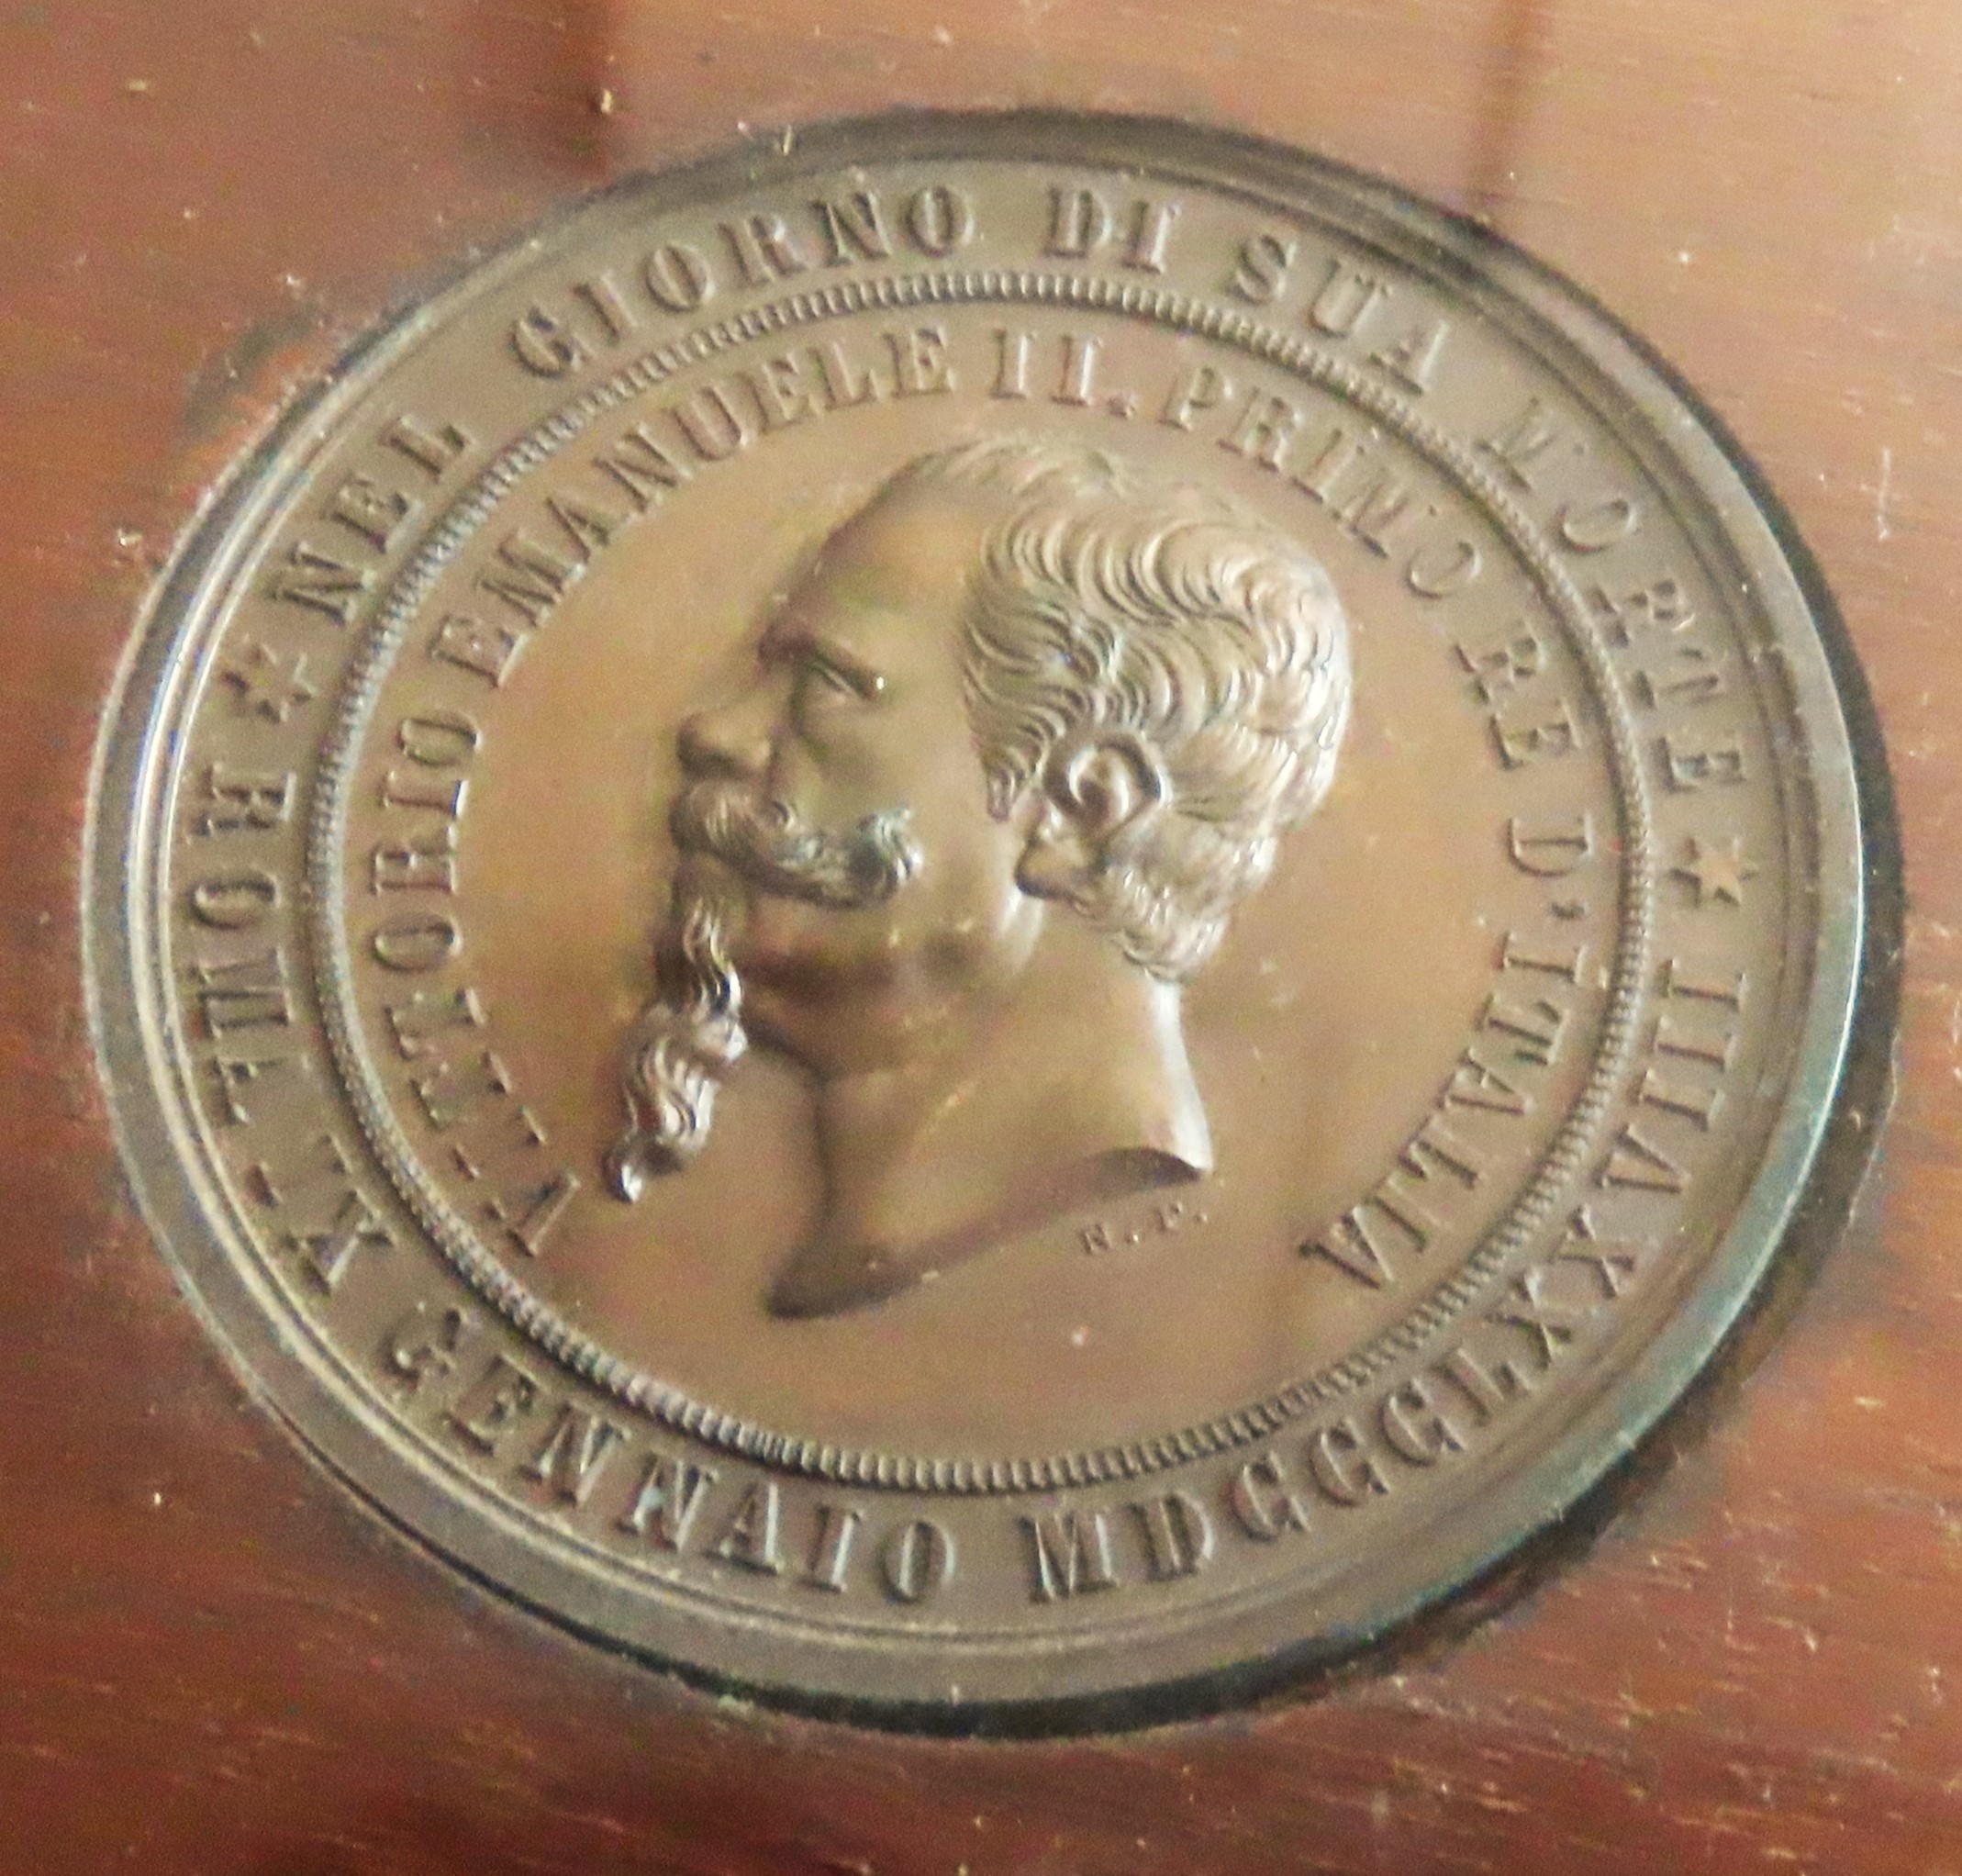 NEL GIORNO DI SUA MORTE ★
ROMA IX GENNAIO MDCCCLXXVIII ★
VITTORIO EMANUELE II. PRIMO RE D'ITALIA